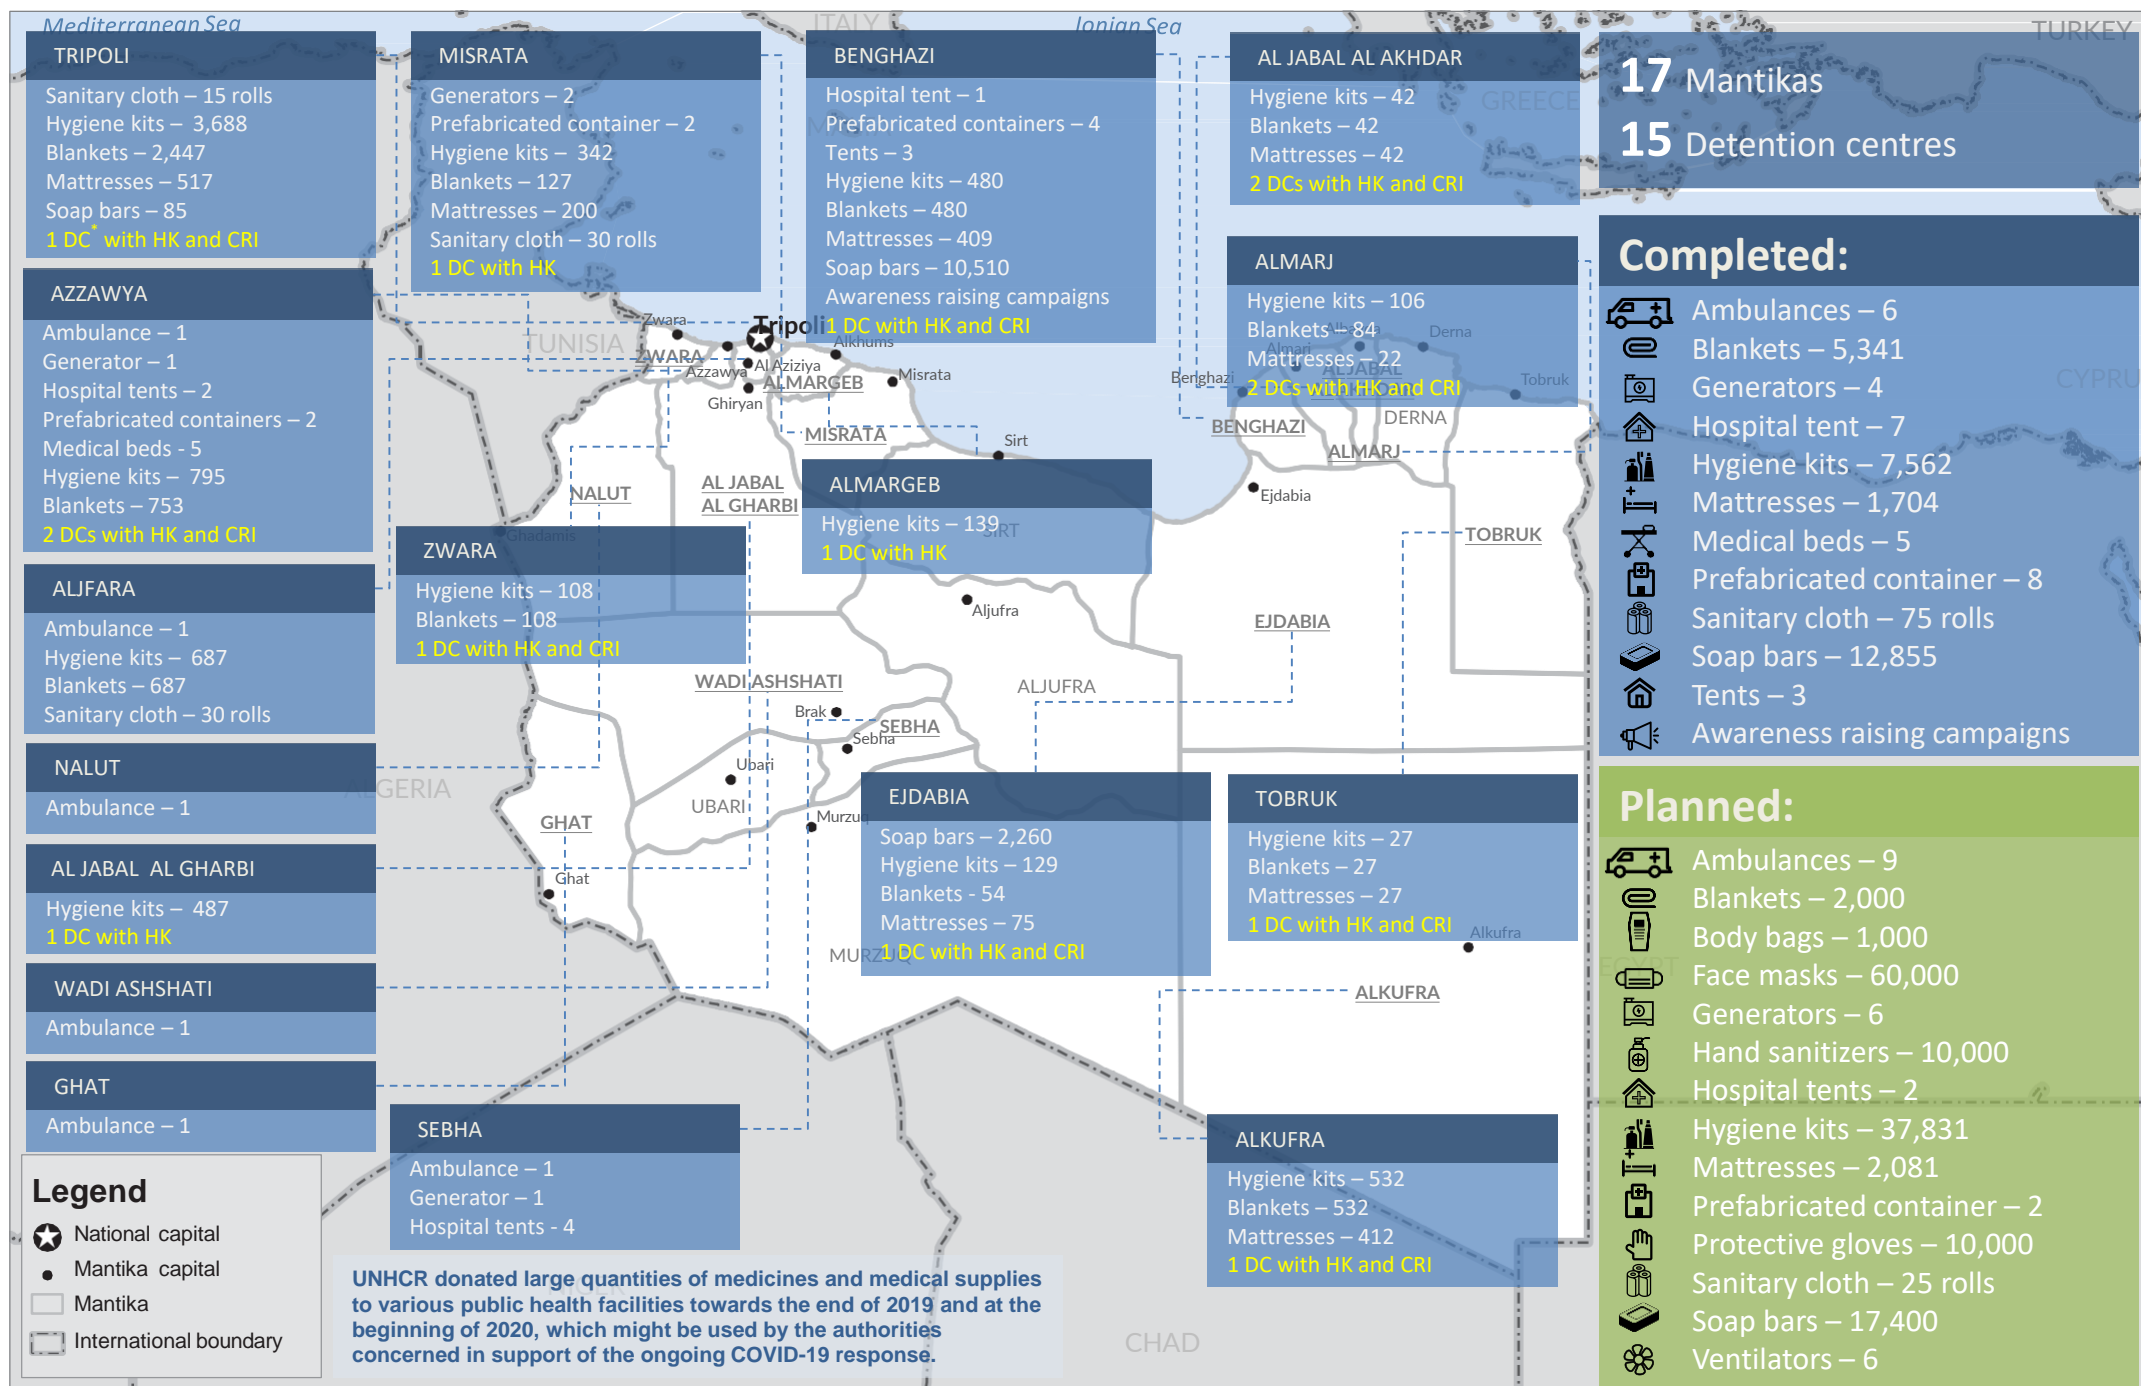 Mediterranean Sea
ITALY
Ionian Sea
TURKEY
TRIPOLI
Sanitary cloth – 15 rolls
Hygiene kits – 3,688
Blankets – 2,447
Mattresses – 517
Soap bars – 85
1 DC* with HK and CRI
MISRATA
Generators – 2
Prefabricated container – 2
Hygiene kits – 342
Blankets – 127
Mattresses – 200
Sanitary cloth – 30 rolls
1 DC with HK
BENGHAZI
Hospital tent – 1
Prefabricated containers – 4
Tents – 3
Hygiene kits – 480
Blankets – 480
Mattresses – 409
Soap bars – 10,510
Awareness raising campaigns
1 DC with HK and CRI
AL JABAL AL AKHDAR
Hygiene kits – 42
Blankets – 42
Mattresses – 42
2 DCs with HK and CRI
GREECE
17 Mantikas
15 Detention centres
AZZAWYA
Ambulance – 1
Generator – 1
Hospital tents – 2
Prefabricated containers – 2
Medical beds - 5
Hygiene kits – 795
Blankets – 753
2 DCs with HK and CRI
ALMARJ
Hygiene kits – 106
Blankets – 84
Mattresses – 22
2 DCs with HK and CRI
Completed:
Ambulances – 6
Blankets – 5,341
Generators – 4
Hospital tent – 7
Hygiene kits – 7,562
Mattresses – 1,704
Medical beds – 5
Prefabricated container – 8
Sanitary cloth – 75 rolls
Soap bars – 12,855
Tents – 3
Awareness raising campaigns
CYPRU
TUNISIA
Zwara
Tripoli
ZWARA
Azzawya
Al Aziziya
Alkhums
ALMARGEB
Misrata
Ghiryan
MISRATA
Sirt
Benghazi
Almarj
Derna
ALJABAL
Tobruk
BENGHAZI
DERNA
ALMARJ
NALUT
AL JABAL
AL GHARBI
Ejdabia
TOBRUK
Ghadamis
ALMARGEB
Hygiene kits – 139
1 DC with HK
SIRT
ZWARA
Hygiene kits – 108
Blankets – 108
1 DC with HK and CRI
ALJFARA
Ambulance – 1
Hygiene kits – 687
Blankets – 687
Sanitary cloth – 30 rolls
Aljufra
EJDABIA
WADI ASHSHATI
ALJUFRA
Brak
SEBHA
Sebha
NALUT
Ambulance – 1
ALGERIA
Ubari
UBARI
Murzuq
GHAT
Ghat
MURZUQ
EJDABIA
Soap bars – 2,260
Hygiene kits – 129
Blankets - 54
Mattresses – 75
1 DC with HK and CRI
TOBRUK
Hygiene kits – 27
Blankets – 27
Mattresses – 27
1 DC with HK and CRI
Alkufra
EGYPT
ALKUFRA
Planned:
Ambulances – 9
Blankets – 2,000
Body bags – 1,000
Face masks – 60,000
Generators – 6
Hand sanitizers – 10,000
Hospital tents – 2
Hygiene kits – 37,831
Mattresses – 2,081
Prefabricated container – 2
Protective gloves – 10,000
Sanitary cloth – 25 rolls
Soap bars – 17,400
Ventilators – 6
AL JABAL AL GHARBI
Hygiene kits – 487
1 DC with HK
WADI ASHSHATI
Ambulance – 1
GHAT
Ambulance – 1
SEBHA
Ambulance – 1
Generator – 1
Hospital tents - 4
ALKUFRA
Hygiene kits – 532
Blankets – 532
Mattresses – 412
1 DC with HK and CRI
Legend
National capital
Mantika capital
Mantika
International boundary
NIGER
UNHCR donated large quantities of medicines and medical supplies
to various public health facilities towards the end of 2019 and at the
beginning of 2020, which might be used by the authorities
concerned in support of the ongoing COVID-19 response.
CHAD